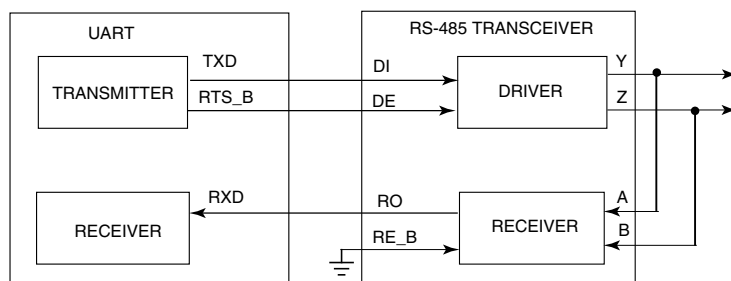 UART
RS-485 TRANSCEIVER
TXD
DI
Y
TRANSMITTER
DRIVER
RTS_B
DE
Z
RXD
RO
A
RECEIVER
RECEIVER
RE_B
B